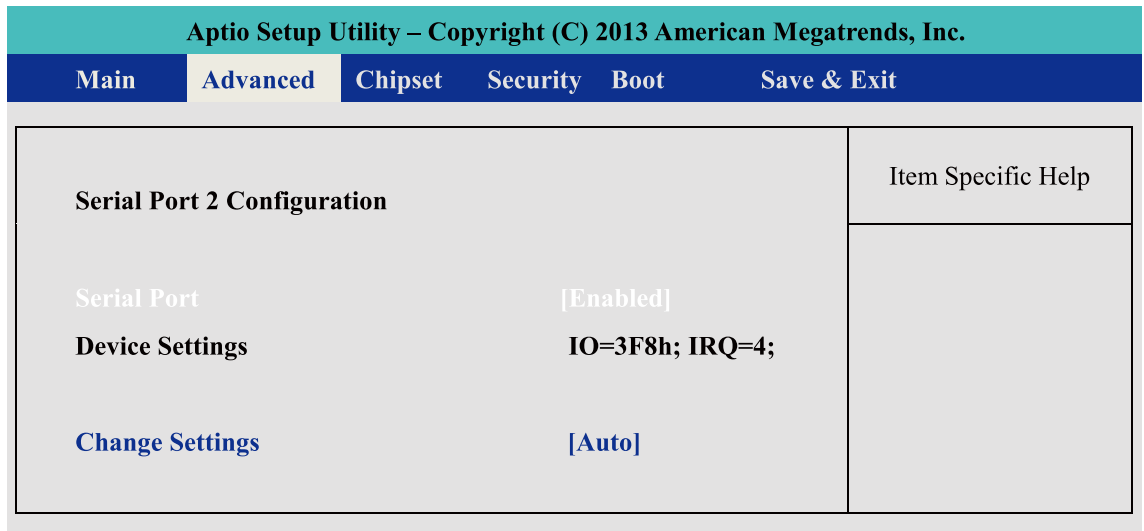 Aptio Setup Utility – Copyright (C) 2013 American Megatrends, Inc.
Main Advanced Chipset Security Boot Save & Exit
Serial Port 2 Configuration
Item Specific Help
Serial Port [Enabled]
Device Settings IO=3F8h; IRQ=4;
Change Settings [Auto]